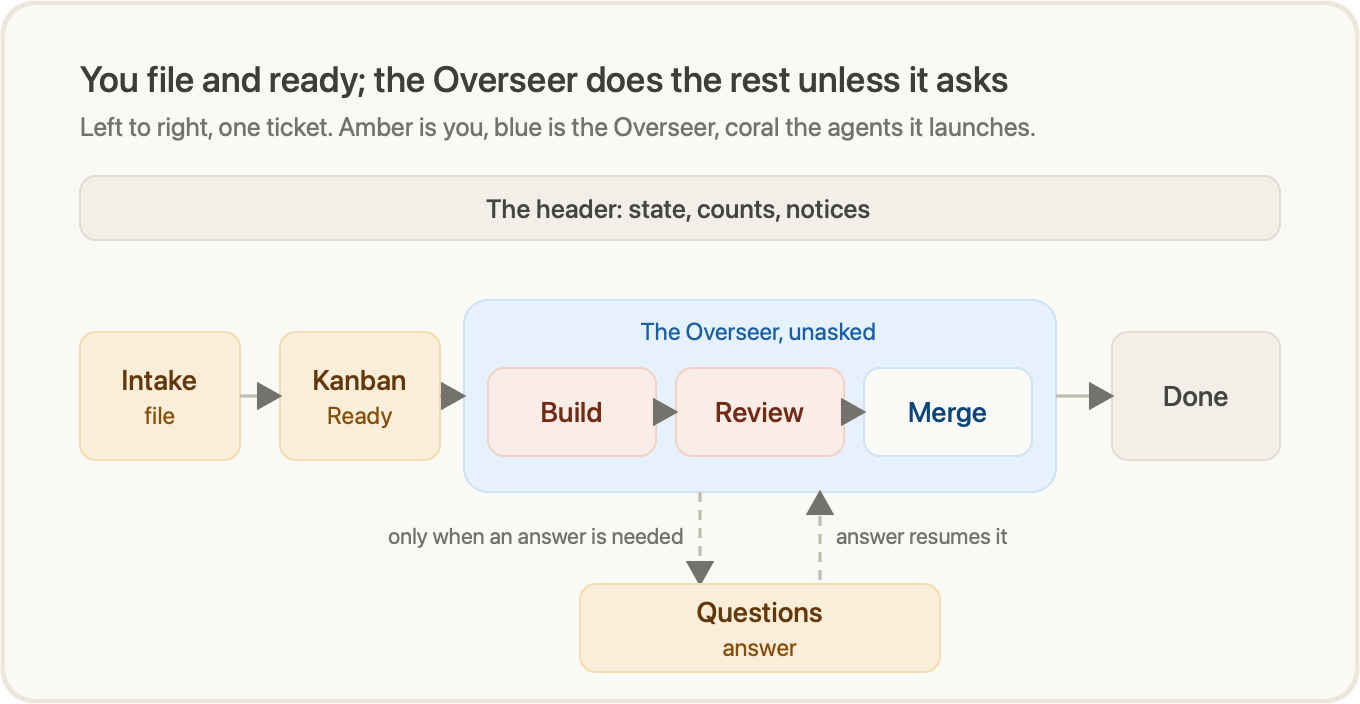 You file and ready; the Overseer does the rest unless it asks
Left to right, one ticket. Amber is you, blue is the Overseer, coral the agents it launches.
The header: state, counts, notices
Intake
file
Kanban
Ready
The Overseer, unasked
Build
Review
Merge
Done
only when an answer is needed
answer resumes it
Questions
answer